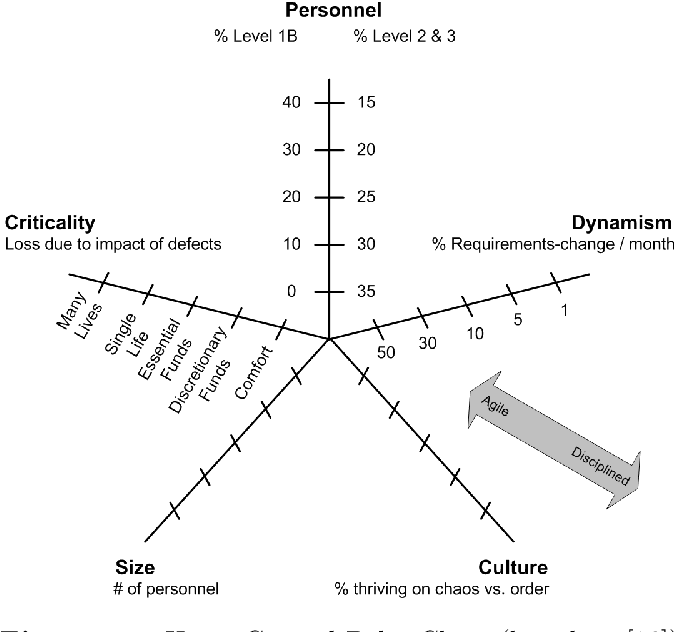 Personnel
% Level 1B % Level 2 & 3
40 15
30 20
20 25
10 30
0 35
Criticality
Loss due to impact of defects
Dynamism
% Requirements-change / month
Many
Lives
Single
Life
Essential
Funds
Discretionary
Funds
Comfort
50 30 10 5 1
Agile
Disciplined
Size
# of personnel
Culture
% thriving on chaos vs. order